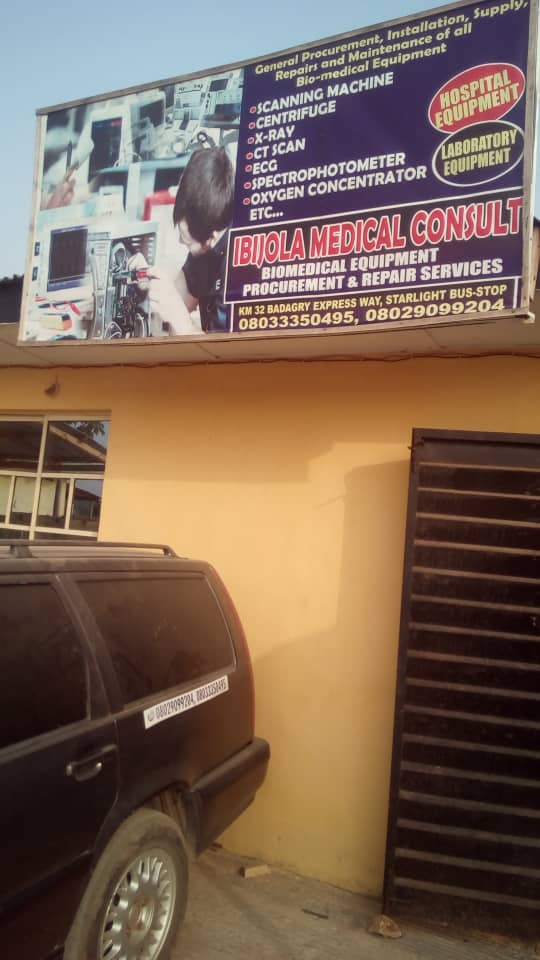 General Procurement, Installation, Supply,
Repairs and Maintenance of all
Bio-medical Equipment
SCANNING MACHINE
CENTRIFUGE
X-RAY
CT SCAN
ECG
SPECTROPHOTOMETER
OXYGEN CONCENTRATOR
ETC...
HOSPITAL
EQUIPMENT
LABORATORY
EQUIPMENT
IBIJOLA MEDICAL CONSULT
BIOMEDICAL EQUIPMENT
PROCUREMENT & REPAIR SERVICES
KM 32 BADAGRY EXPRESS WAY, STARLIGHT BUS-STOP
08033350495, 08029099204
08029099204, 08033350495